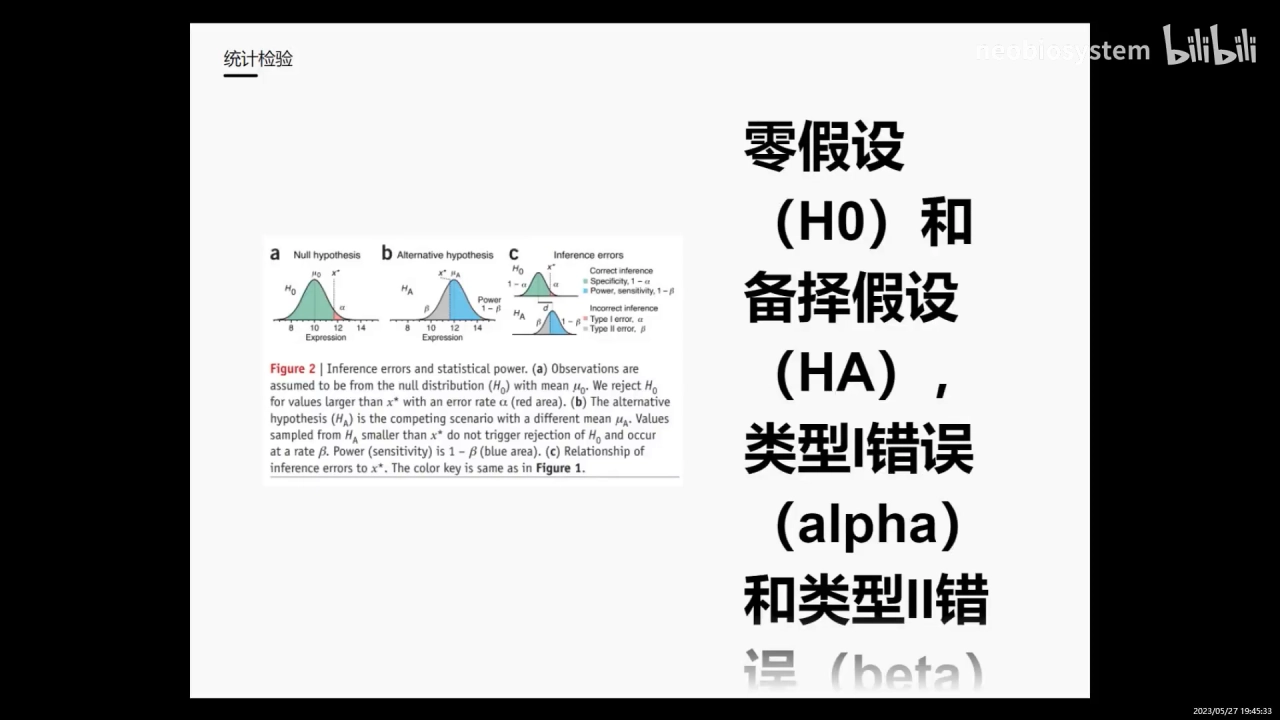 统计检验
neobiosystem bilibili
零假设
（H0）和
备择假设
（HA），
类型I错误
（alpha）
和类型II错
误（beta）
a Null hypothesis
b Alternative hypothesis
c Inference errors
μ0 x*
H0
α
8 10 12 14
Expression
x* μA
HA
β
Power
1 – β
8 10 12 14
Expression
H0 x*
1 – α α
d
HA
β 1 – β
Correct inference
Specificity, 1 – α
Power, sensitivity, 1 – β
Incorrect inference
Type I error, α
Type II error, β
Figure 2 | Inference errors and statistical power. (a) Observations are
assumed to be from the null distribution (H0) with mean μ0. We reject H0
for values larger than x* with an error rate α (red area). (b) The alternative
hypothesis (HA) is the competing scenario with a different mean μA. Values
sampled from HA smaller than x* do not trigger rejection of H0 and occur
at a rate β. Power (sensitivity) is 1 – β (blue area). (c) Relationship of
inference errors to x*. The color key is same as in Figure 1.
2023/05/27 19:45:33